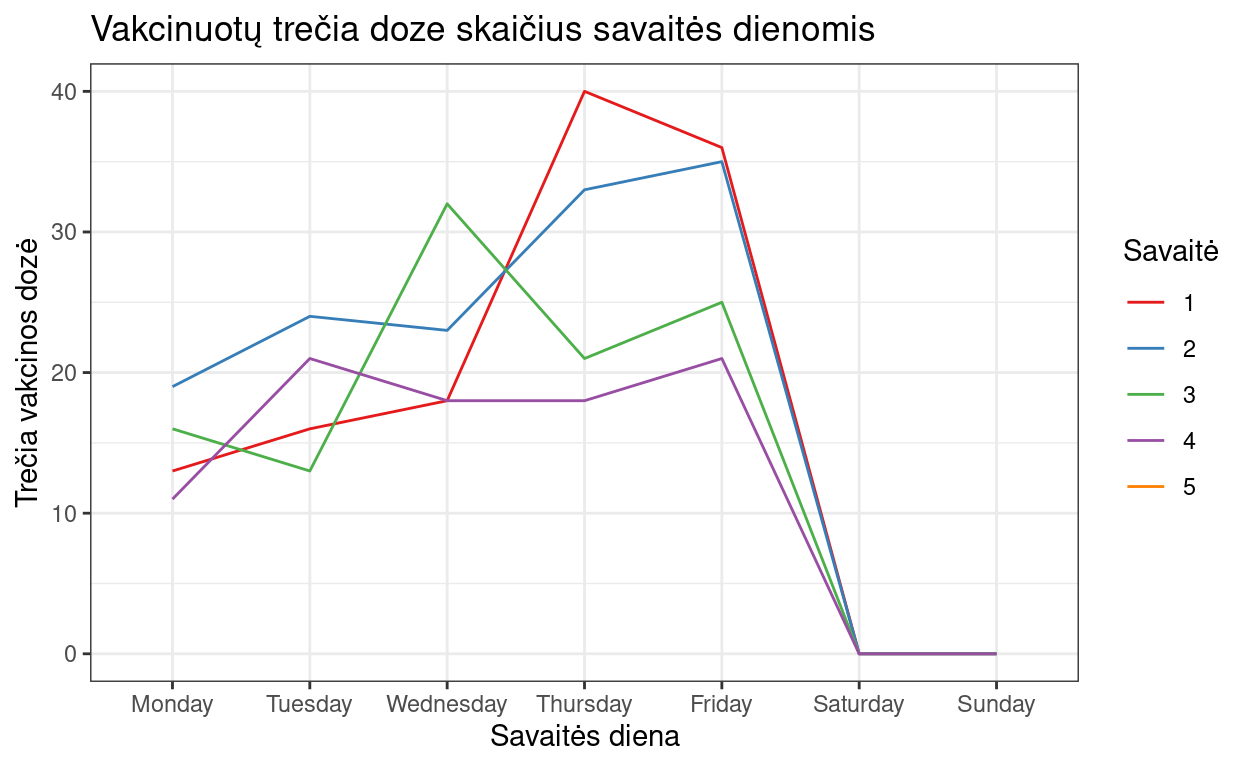 Vakcinuotų trečia doze skaičius savaitės dienomis
Trečia vakcinos dozė
40
30
20
10
0
Monday Tuesday Wednesday Thursday Friday Saturday Sunday
Savaitės diena
Savaitė
1
2
3
4
5